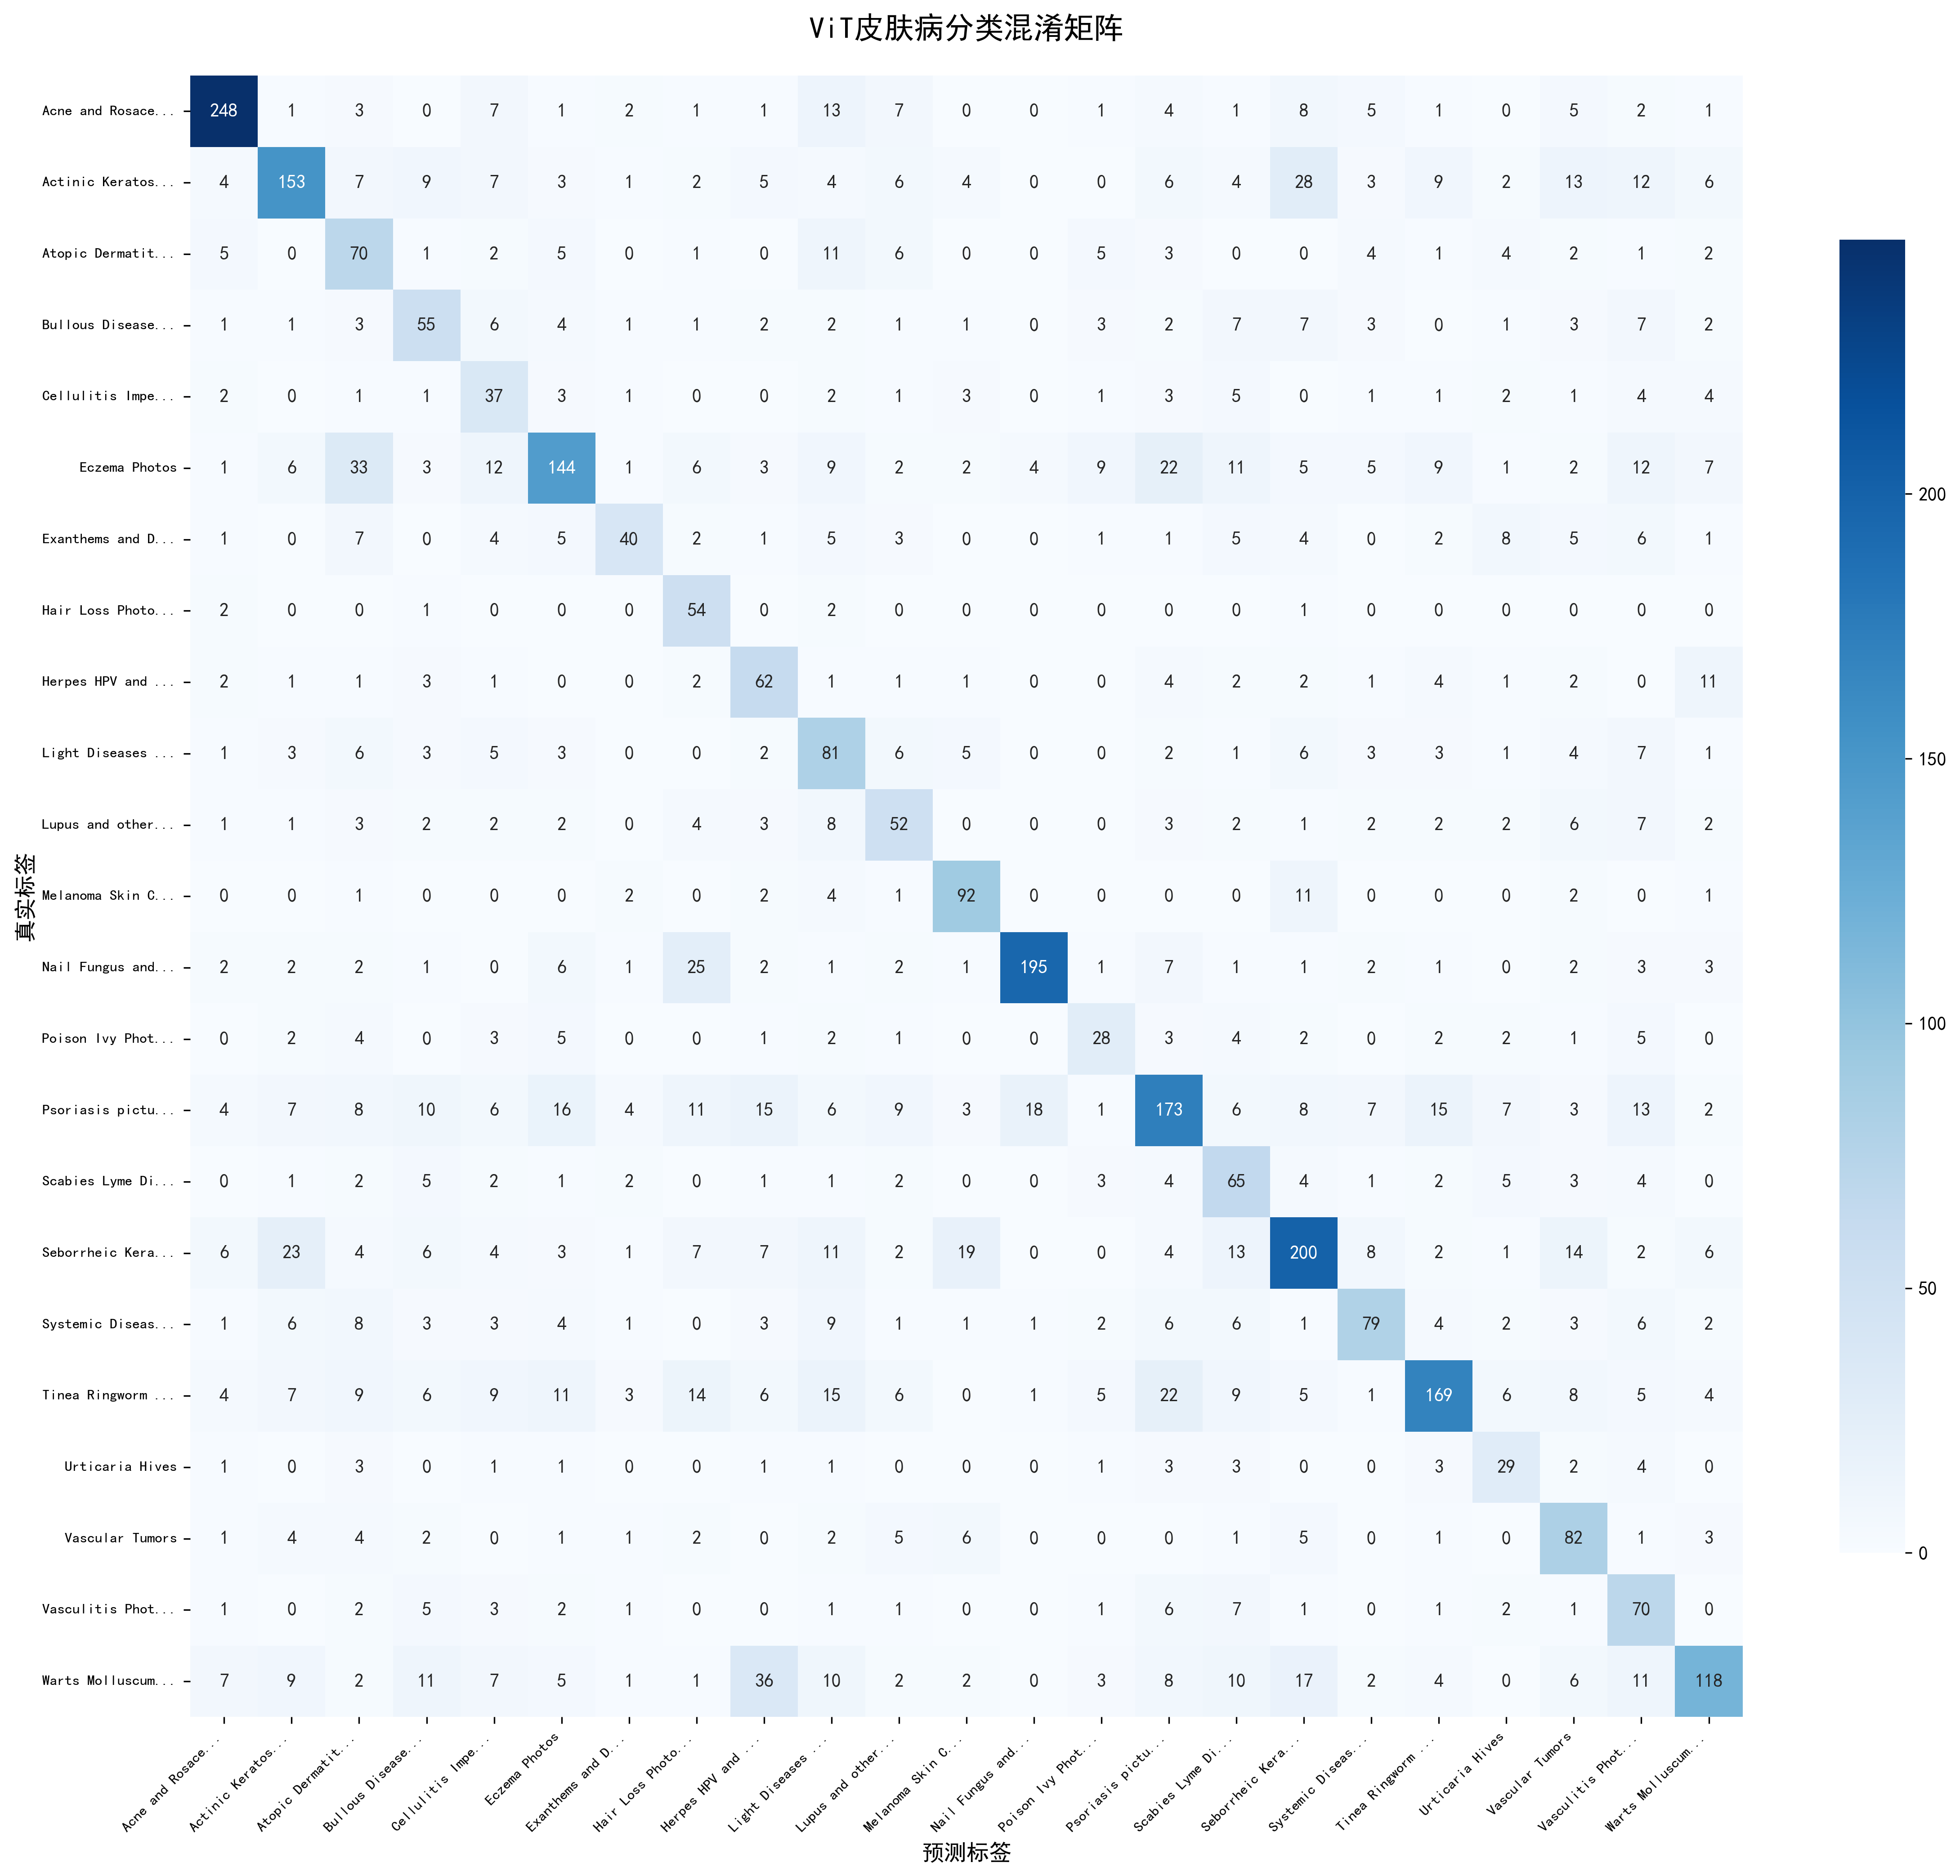 ViT皮肤病分类混淆矩阵
Acne and Rosace... 248 1 3 0 7 1 2 1 1 13 7 0 0 1 4 1 8 5 1 0 5 2 1
Actinic Keratos... 4 153 7 9 7 3 1 2 5 4 6 4 0 0 6 4 28 3 9 2 13 12 6
Atopic Dermatit... 5 0 70 1 2 5 0 1 0 11 6 0 0 5 3 0 0 4 1 4 2 1 2
Bullous Disease... 1 1 3 55 6 4 1 1 2 2 1 1 0 3 2 7 7 3 0 1 3 7 2
Cellulitis Impe... 2 0 1 1 37 3 1 0 0 2 1 3 0 1 3 5 0 1 1 2 1 4 4
Eczema Photos 1 6 33 3 12 144 1 6 3 9 2 2 4 9 22 11 5 5 9 1 2 12 7
Exanthems and D... 1 0 7 0 4 5 40 2 1 5 3 0 0 1 1 5 4 0 2 8 5 6 1
Hair Loss Photo... 2 0 0 1 0 0 0 54 0 2 0 0 0 0 0 0 1 0 0 0 0 0 0
Herpes HPV and ... 2 1 1 3 1 0 0 2 62 1 1 1 0 0 4 2 2 1 4 1 2 0 11
Light Diseases ... 1 3 6 3 5 3 0 0 2 81 6 5 0 0 2 1 6 3 3 1 4 7 1
Lupus and other... 1 1 3 2 2 2 0 4 3 8 52 0 0 0 3 2 1 2 2 2 6 7 2
Melanoma Skin C... 0 0 1 0 0 0 2 0 2 4 1 92 0 0 0 0 11 0 0 0 2 0 1
Nail Fungus and... 2 2 2 1 0 6 1 25 2 1 2 1 195 1 7 1 1 2 1 0 2 3 3
Poison Ivy Phot... 0 2 4 0 3 5 0 0 1 2 1 0 0 28 3 4 2 0 2 2 1 5 0
Psoriasis pictu... 4 7 8 10 6 16 4 11 15 6 9 3 18 1 173 6 8 7 15 7 3 13 2
Scabies Lyme Di... 0 1 2 5 2 1 2 0 1 1 2 0 0 3 4 65 4 1 2 5 3 4 0
Seborrheic Kera... 6 23 4 6 4 3 1 7 7 11 2 19 0 0 4 13 200 8 2 1 14 2 6
Systemic Diseas... 1 6 8 3 3 4 1 0 3 9 1 1 1 2 6 6 1 79 4 2 3 6 2
Tinea Ringworm ... 4 7 9 6 9 11 3 14 6 15 6 0 1 5 22 9 5 1 169 6 8 5 4
Urticaria Hives 1 0 3 0 1 1 0 0 1 1 0 0 0 1 3 3 0 0 3 29 2 4 0
Vascular Tumors 1 4 4 2 0 1 1 2 0 2 5 6 0 0 0 1 5 0 1 0 82 1 3
Vasculitis Phot... 1 0 2 5 3 2 1 0 0 1 1 0 0 1 6 7 1 0 1 2 1 70 0
Warts Molluscum... 7 9 2 11 7 5 1 1 36 10 2 2 0 3 8 10 17 2 4 0 6 11 118
真实标签
Acne and Rosace...
Actinic Keratos...
Atopic Dermatit...
Bullous Disease...
Cellulitis Impe...
Eczema Photos
Exanthems and D...
Hair Loss Photo...
Herpes HPV and ...
Light Diseases ...
Lupus and other...
Melanoma Skin C...
Nail Fungus and...
Poison Ivy Phot...
Psoriasis pictu...
Scabies Lyme Di...
Seborrheic Kera...
Systemic Diseas...
Tinea Ringworm ...
Urticaria Hives
Vascular Tumors
Vasculitis Phot...
Warts Molluscum...
预测标签
200
150
100
50
0